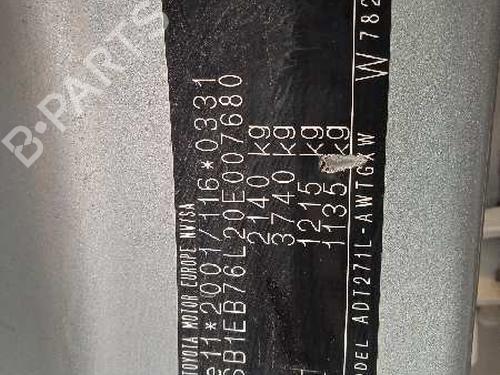 B-PARTS
TOYOTA MOTOR EUROPE NV/SA
e11*2001/116*0331
SB1EB76L20E007680
2140 kg
3740 kg
1215 kg
1135 kg
ADT271L-AWTGXW
W 782